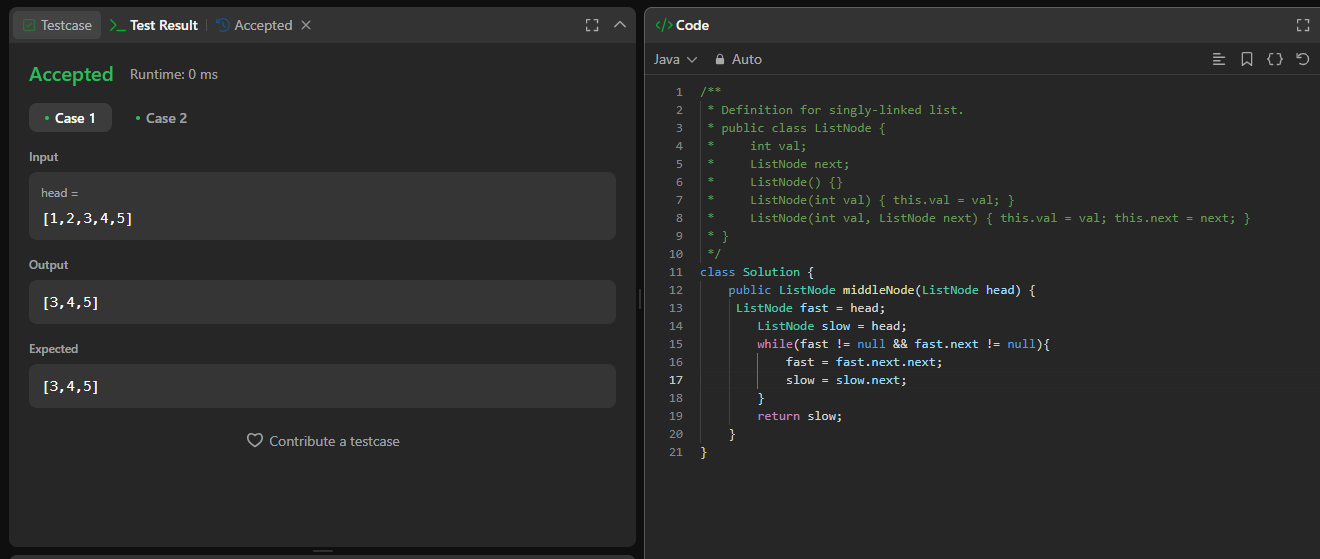 Testcase
Test Result
Accepted
Accepted Runtime: 0 ms
Case 1
Case 2
Input
head =
[1,2,3,4,5]
Output
[3,4,5]
Expected
[3,4,5]
Contribute a testcase
Code
Java
Auto
1 /**
2 * Definition for singly-linked list.
3 * public class ListNode {
4 *     int val;
5 *     ListNode next;
6 *     ListNode() {}
7 *     ListNode(int val) { this.val = val; }
8 *     ListNode(int val, ListNode next) { this.val = val; this.next = next; }
9 * }
10 */
11 class Solution {
12     public ListNode middleNode(ListNode head) {
13      ListNode fast = head;
14         ListNode slow = head;
15         while(fast != null && fast.next != null){
16             fast = fast.next.next;
17             slow = slow.next;
18         }
19         return slow;
20     }
21 }